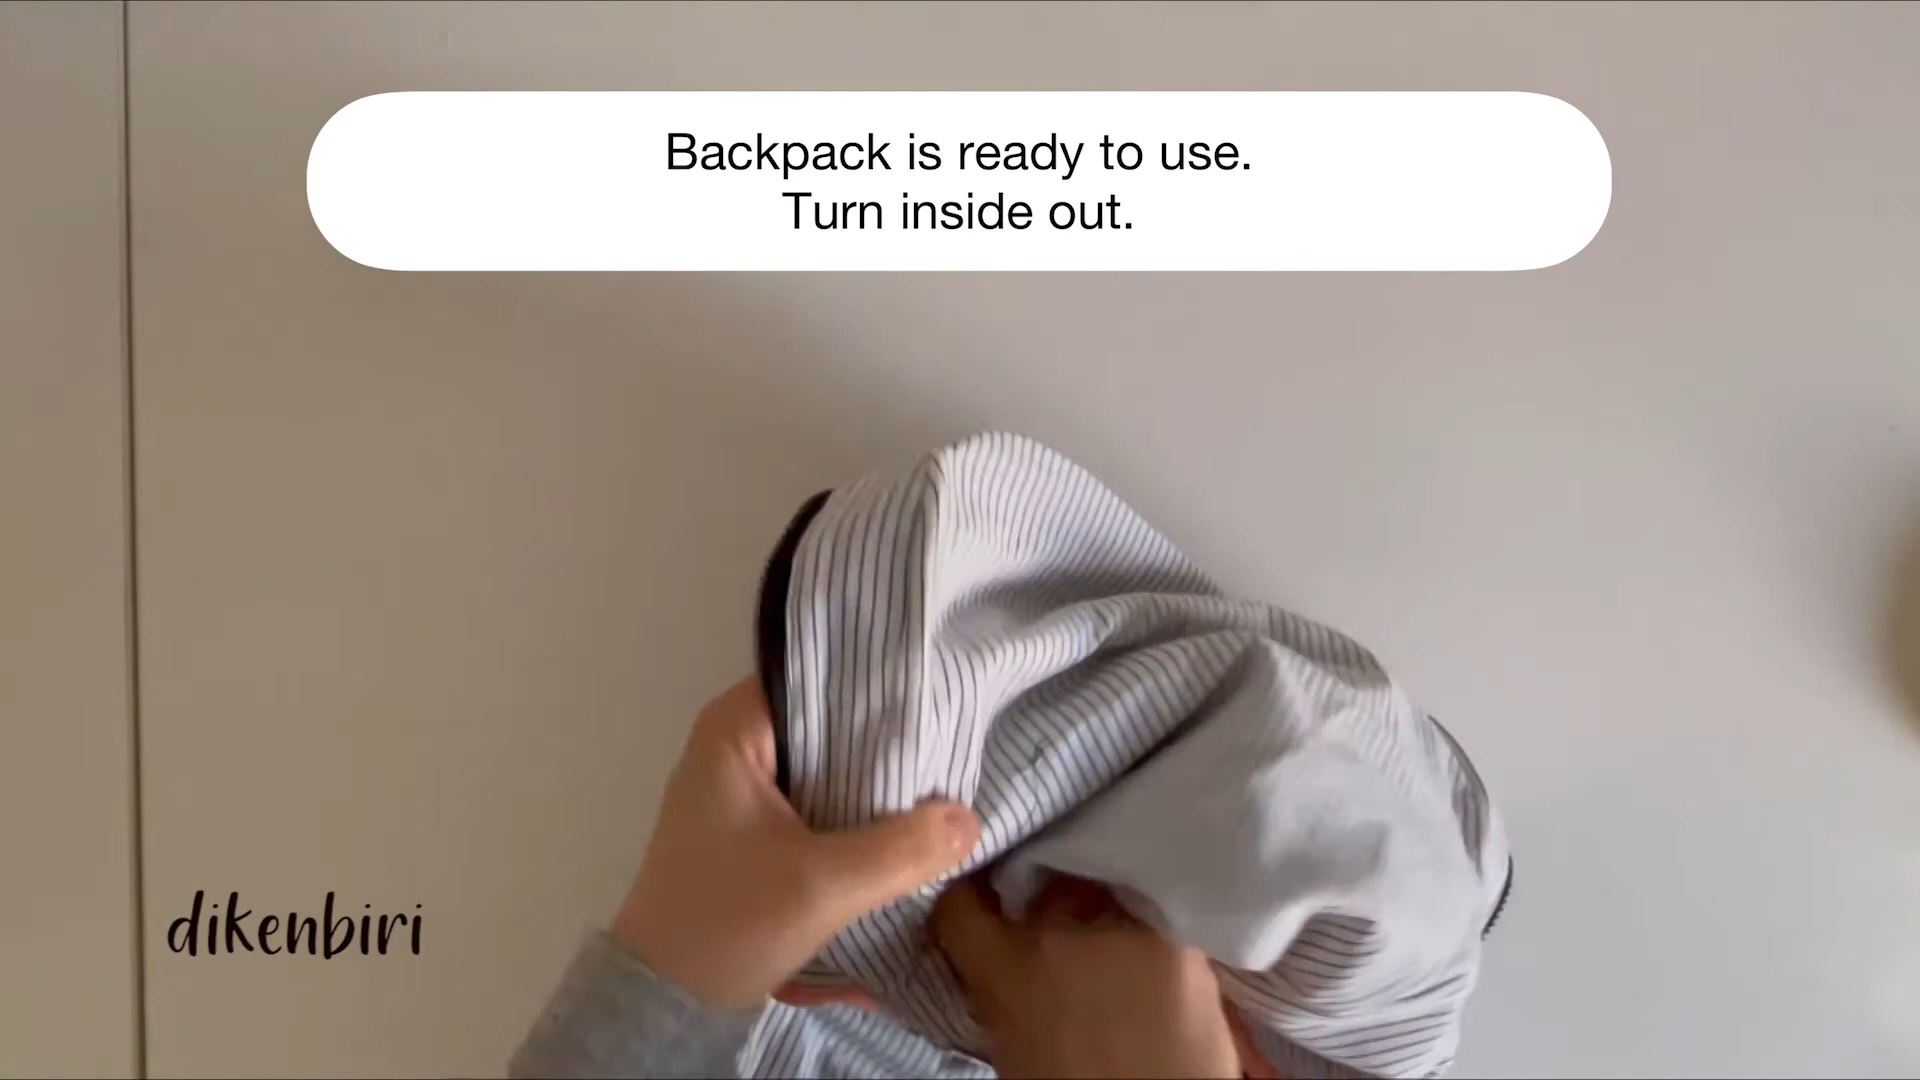 Backpack is ready to use.
Turn inside out.
dikenbiri